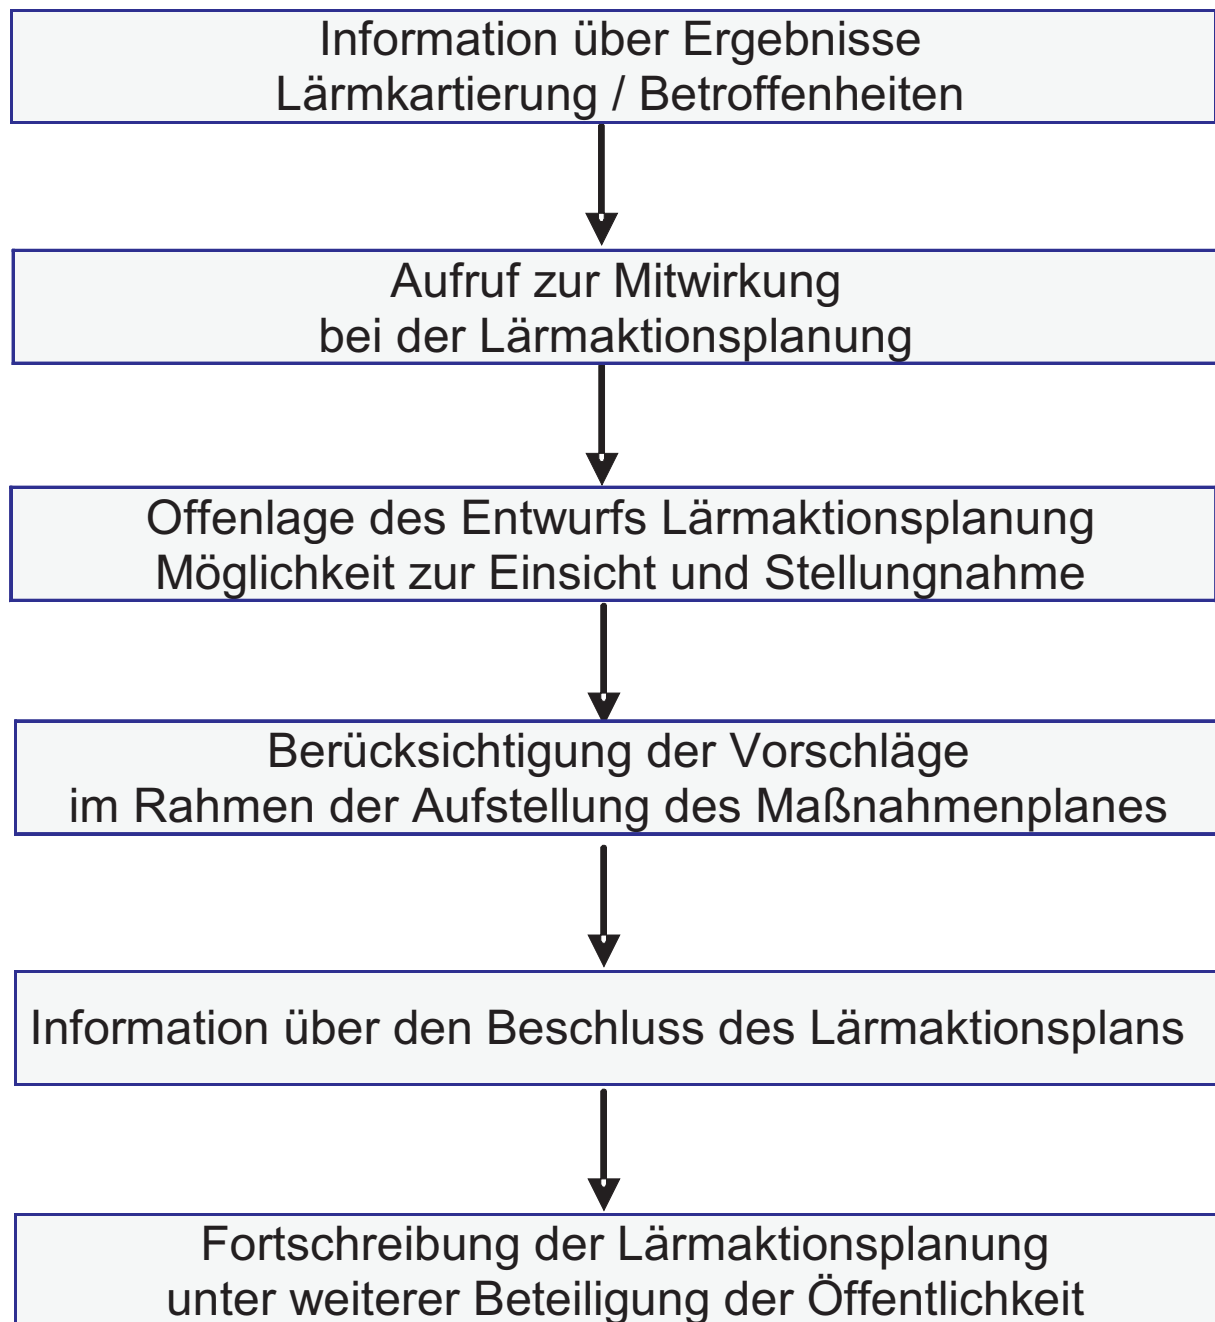 Information über Ergebnisse
Lärmkartierung / Betroffenheiten
Aufruf zur Mitwirkung
bei der Lärmaktionsplanung
Offenlage des Entwurfs Lärmaktionsplanung
Möglichkeit zur Einsicht und Stellungnahme
Berücksichtigung der Vorschläge
im Rahmen der Aufstellung des Maßnahmenplanes
Information über den Beschluss des Lärmaktionsplans
Fortschreibung der Lärmaktionsplanung
unter weiterer Beteiligung der Öffentlichkeit